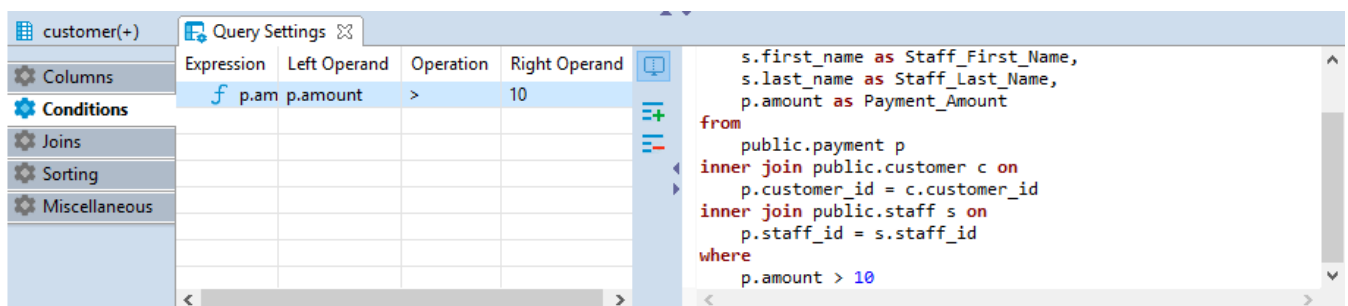 customer(+)
Query Settings
Columns
Conditions
Joins
Sorting
Miscellaneous
Expression Left Operand Operation Right Operand
p.am p.amount > 10
s.first_name as Staff_First_Name,
s.last_name as Staff_Last_Name,
p.amount as Payment_Amount
from
public.payment p
inner join public.customer c on
p.customer_id = c.customer_id
inner join public.staff s on
p.staff_id = s.staff_id
where
p.amount > 10